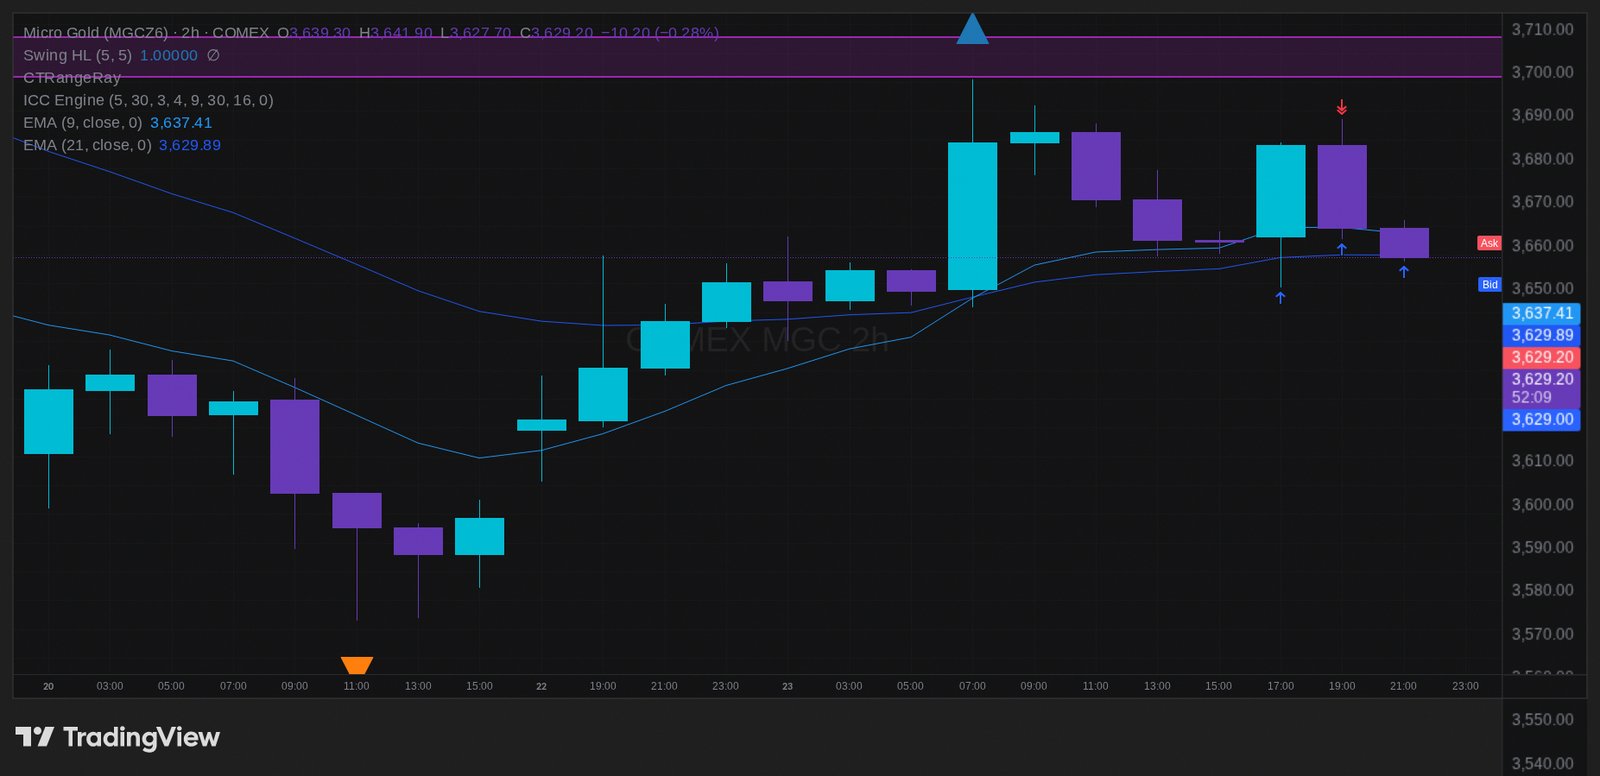 Micro Gold (MGCZ6) · 2h · COMEX O3,639.30 H3,641.90 L3,627.70 C3,629.20 −10.20 (−0.28%)
Swing HL (5, 5) 1.00000 ∅
CTRangeRay
ICC Engine (5, 30, 3, 4, 9, 30, 16, 0)
EMA (9, close, 0) 3,637.41
EMA (21, close, 0) 3,629.89
COMEX MGC 2h
3,710.00
3,700.00
3,690.00
3,680.00
3,670.00
Ask
3,660.00
Bid
3,650.00
3,637.41
3,629.89
3,629.20
3,629.20
52:09
3,629.00
3,610.00
3,600.00
3,590.00
3,580.00
3,570.00
3,560.00
20 03:00 05:00 07:00 09:00 11:00 13:00 15:00 22 19:00 21:00 23:00 23 03:00 05:00 07:00 09:00 11:00 13:00 15:00 17:00 19:00 21:00 23:00
3,550.00
TradingView
3,540.00